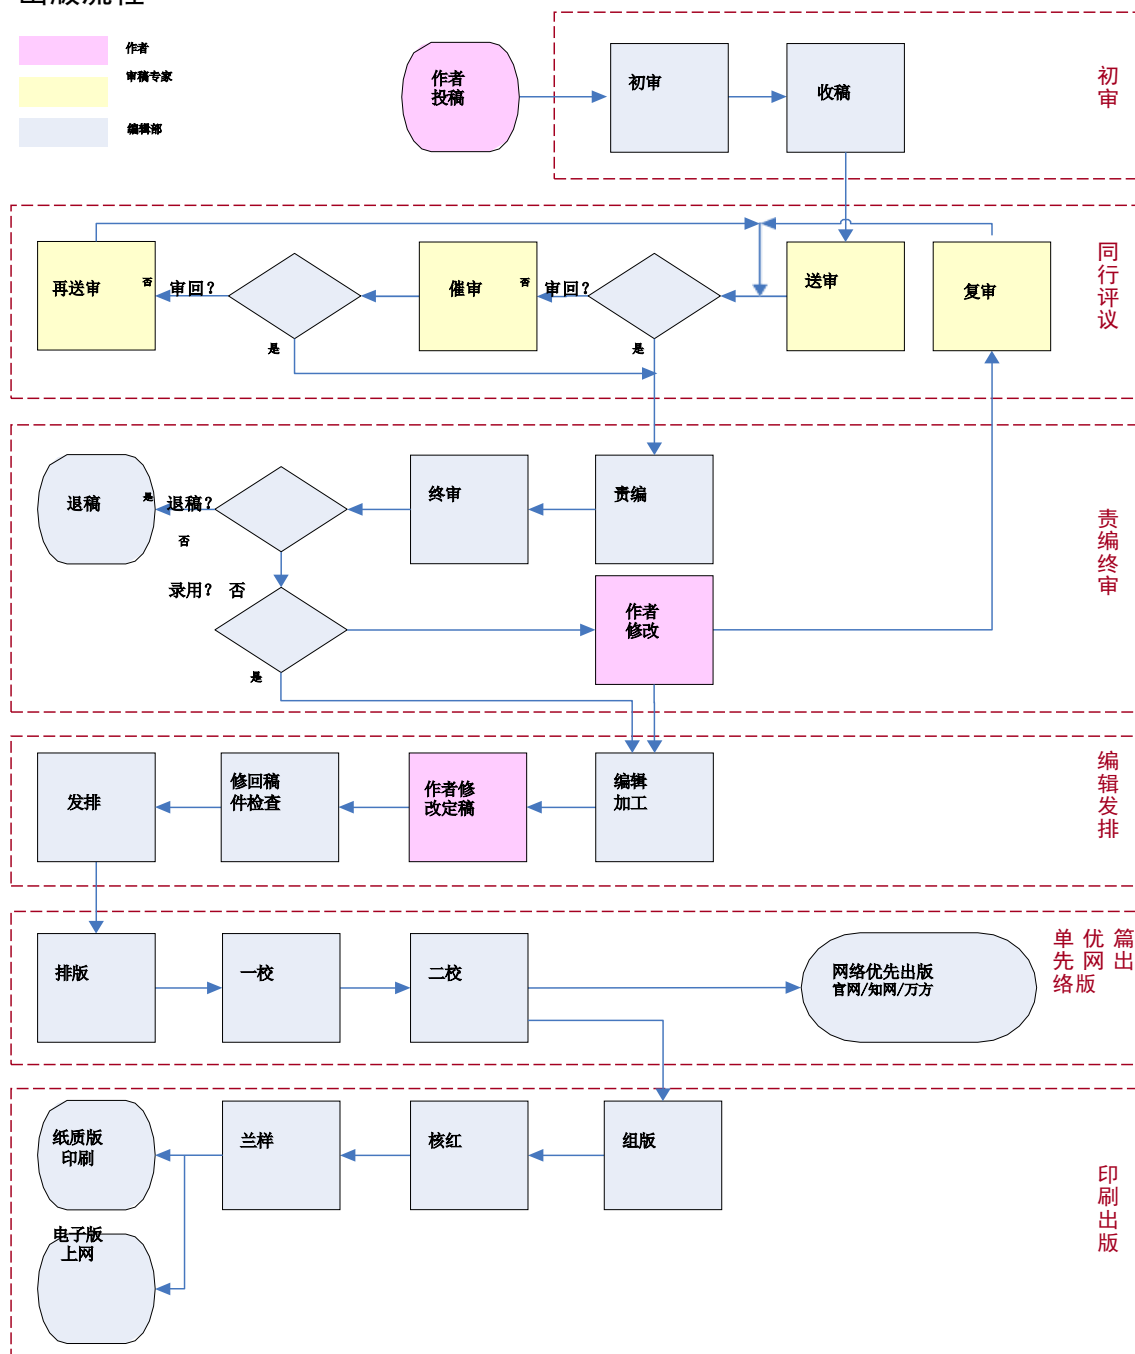 出版流程
作者
审稿专家
编辑部
作者
投稿
初审
收稿
初
审
再送审
否
审回？
是
催审
否
审回？
是
送审
复审
同
行
评
议
退稿
是
退稿？
否
终审
责编
录用？ 否
是
作者
修改
责
编
终
审
发排
修回稿
件检查
作者修
改定稿
编辑
加工
编
辑
发
排
排版
一校
二校
网络优先出版
官网/知网/万方
单 优 篇
先 网 出
络版
纸质版
印刷
兰样
核红
组版
电子版
上网
印
刷
出
版